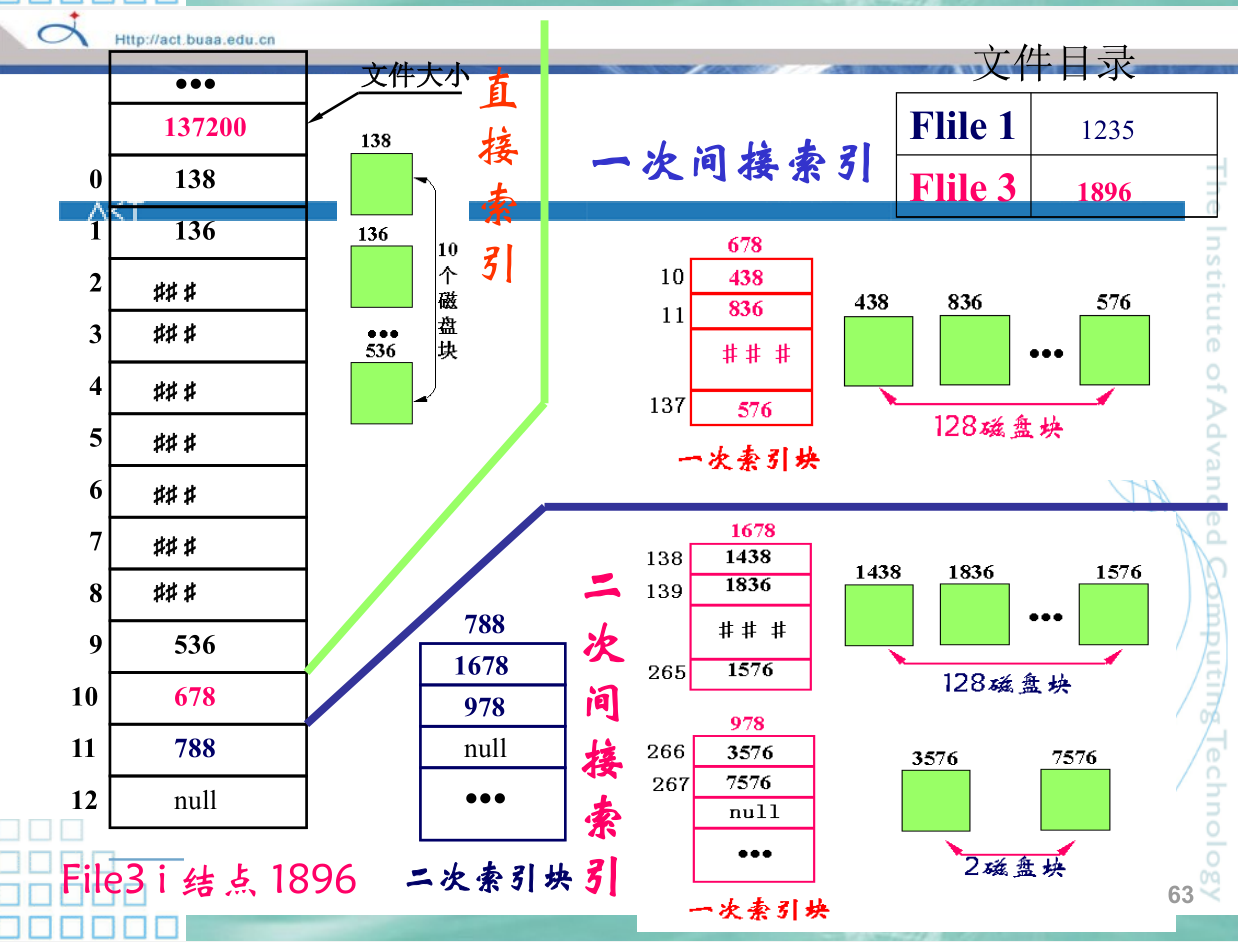 Http://act.buaa.edu.cn
文件目录
Flile 1 1235
Flile 3 1896
文件大小
•••
137200
0 138
1 136
2 ## #
3 ## #
4 ## #
5 ## #
6 ## #
7 ## #
8 ## #
9 536
10 678
11 788
12 null
File3 i 结点 1896
直接索引
138
136
•••
536
10个磁盘块
一次间接索引
678
10 438
11 836
## #
137 576
一次索引块
438 836 ••• 576
128磁盘块
二次间接索引
788
1678
978
null
•••
二次索引块
1678
138 1438
139 1836
## #
265 1576
1438 1836 ••• 1576
128磁盘块
978
266 3576
267 7576
null
•••
一次索引块
3576 7576
2磁盘块
The Institute of Advanced Computing Technology
63